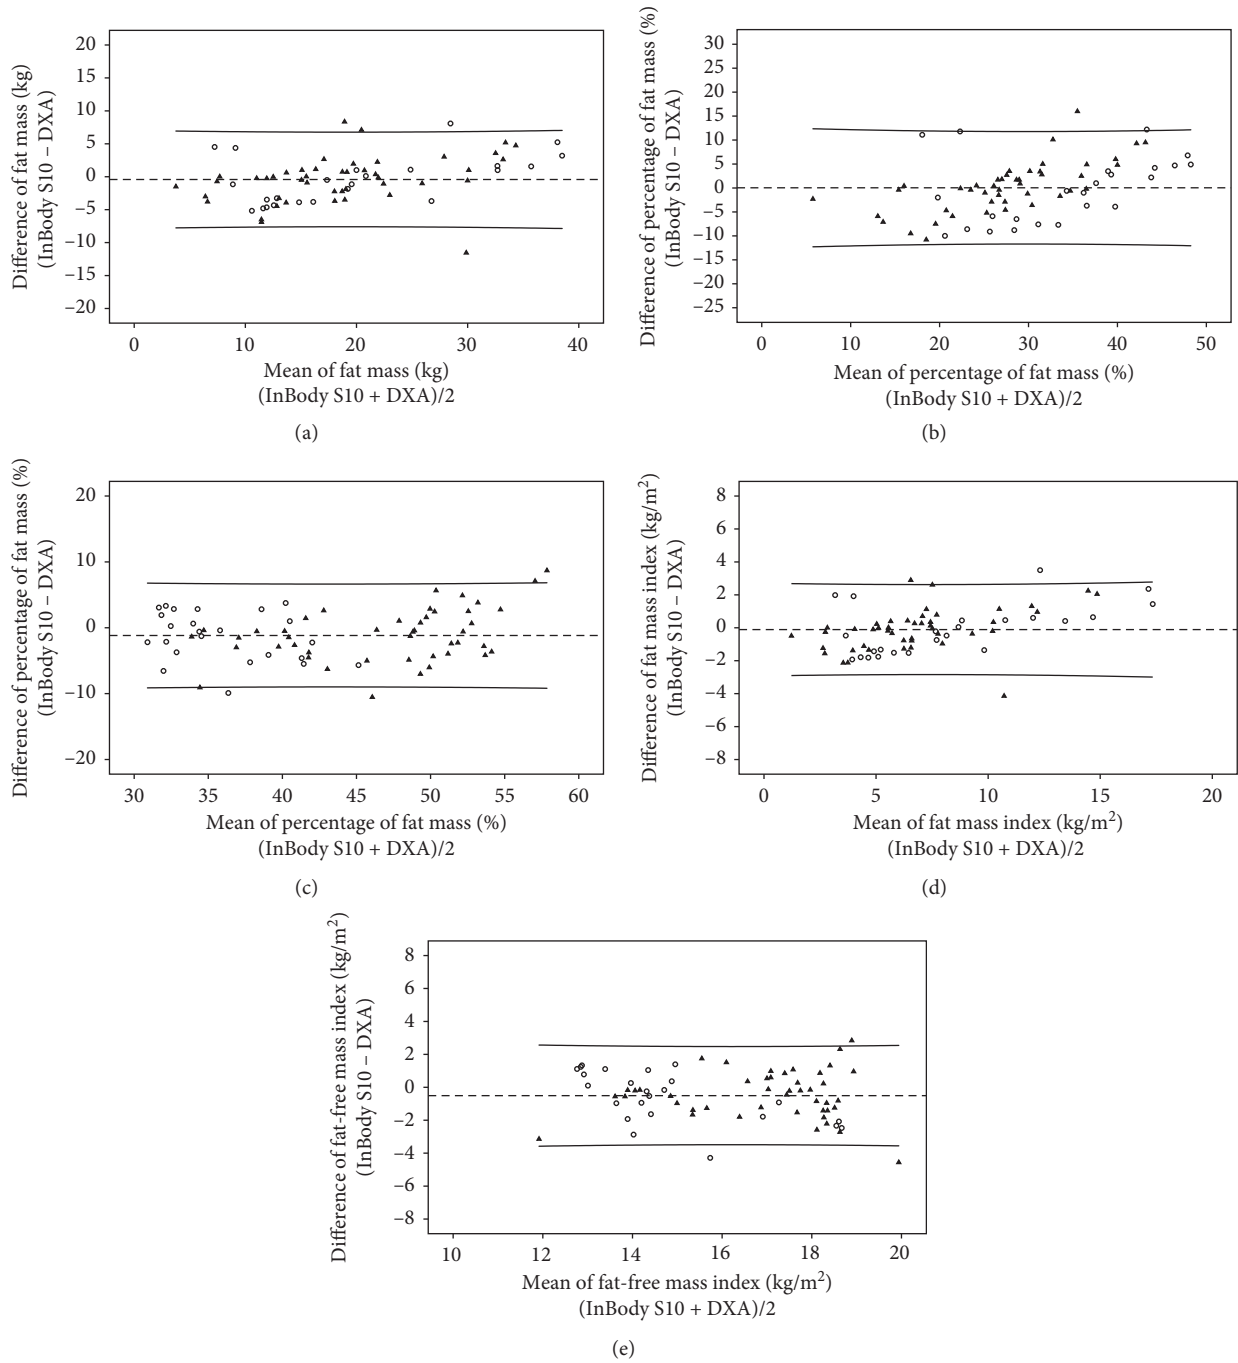 Difference of fat mass (kg)
(InBody S10 – DXA)
20
15
10
5
0
–5
–10
–15
–20
0 10 20 30 40
Mean of fat mass (kg)
(InBody S10 + DXA)/2
(a)
Difference of percentage of fat mass (%)
(InBody S10 – DXA)
30
25
20
15
10
5
0
–5
–10
–15
–20
–25
0 10 20 30 40 50
Mean of percentage of fat mass (%)
(InBody S10 + DXA)/2
(b)
Difference of percentage of fat mass (%)
(InBody S10 – DXA)
20
10
0
–10
–20
30 35 40 45 50 55 60
Mean of percentage of fat mass (%)
(InBody S10 + DXA)/2
(c)
Difference of fat mass index (kg/m²)
(InBody S10 – DXA)
8
6
4
2
0
–2
–4
–6
–8
0 5 10 15 20
Mean of fat mass index (kg/m²)
(InBody S10 + DXA)/2
(d)
Difference of fat-free mass index (kg/m²)
(InBody S10 – DXA)
8
6
4
2
0
–2
–4
–6
–8
10 12 14 16 18 20
Mean of fat-free mass index (kg/m²)
(InBody S10 + DXA)/2
(e)